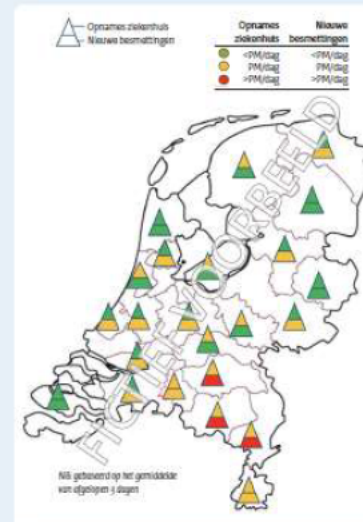 Opnames ziekenhuis
Nieuwe besmettingen
Opnames ziekenhuis
Nieuwe besmettingen
<PM/dag <PM/dag
PM/dag PM/dag
>PM/dag >PM/dag
FICTIEF VOORBEELD
NB: gebaseerd op het gemiddelde
van afgelopen 3 dagen